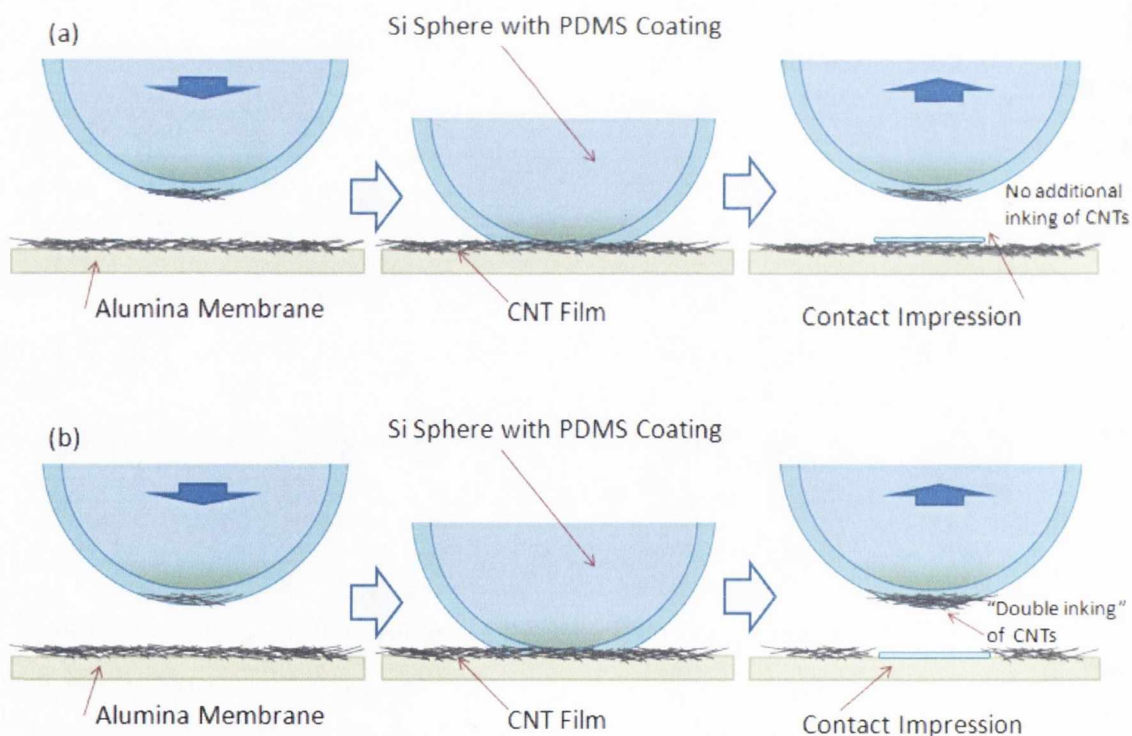 (a)
Si Sphere with PDMS Coating
No additional
inking of CNTs
Alumina Membrane
CNT Film
Contact Impression
(b)
Si Sphere with PDMS Coating
"Double inking"
of CNTs
Alumina Membrane
CNT Film
Contact Impression